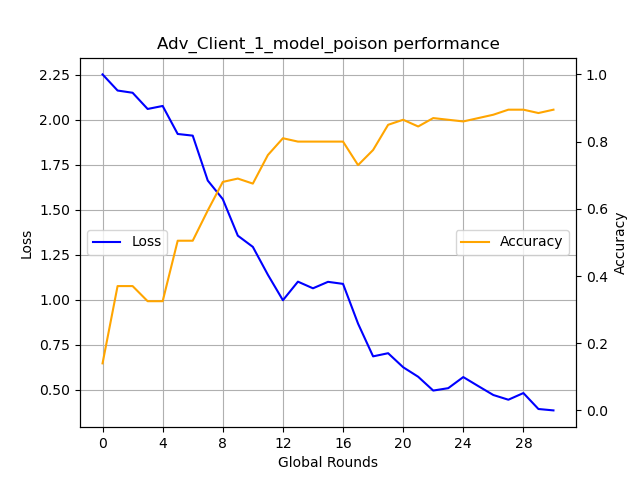 Adv_Client_1_model_poison performance
2.25
2.00
1.75
1.50
1.25
1.00
0.75
0.50
Loss
Loss
Accuracy
1.0
0.8
0.6
0.4
0.2
0.0
Accuracy
0 4 8 12 16 20 24 28
Global Rounds